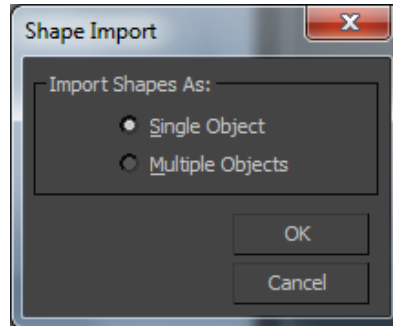 Shape Import
Import Shapes As:
Single Object
Multiple Objects
OK
Cancel